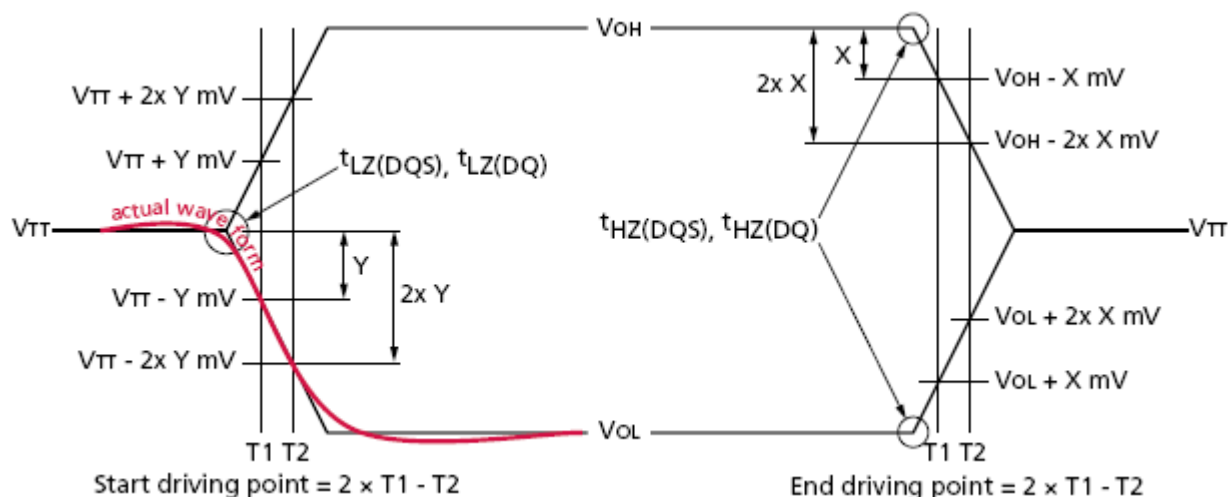 VOH
X
2x X
VOH - X mV
VOH - 2x X mV
VTT + 2x Y mV
VTT + Y mV
tLZ(DQS), tLZ(DQ)
actual wave form
VTT
tHZ(DQS), tHZ(DQ)
VTT
Y
2x Y
VTT - Y mV
VTT - 2x Y mV
VOL + 2x X mV
VOL + X mV
VOL
T1 T2
T1 T2
Start driving point = 2 × T1 - T2
End driving point = 2 × T1 - T2